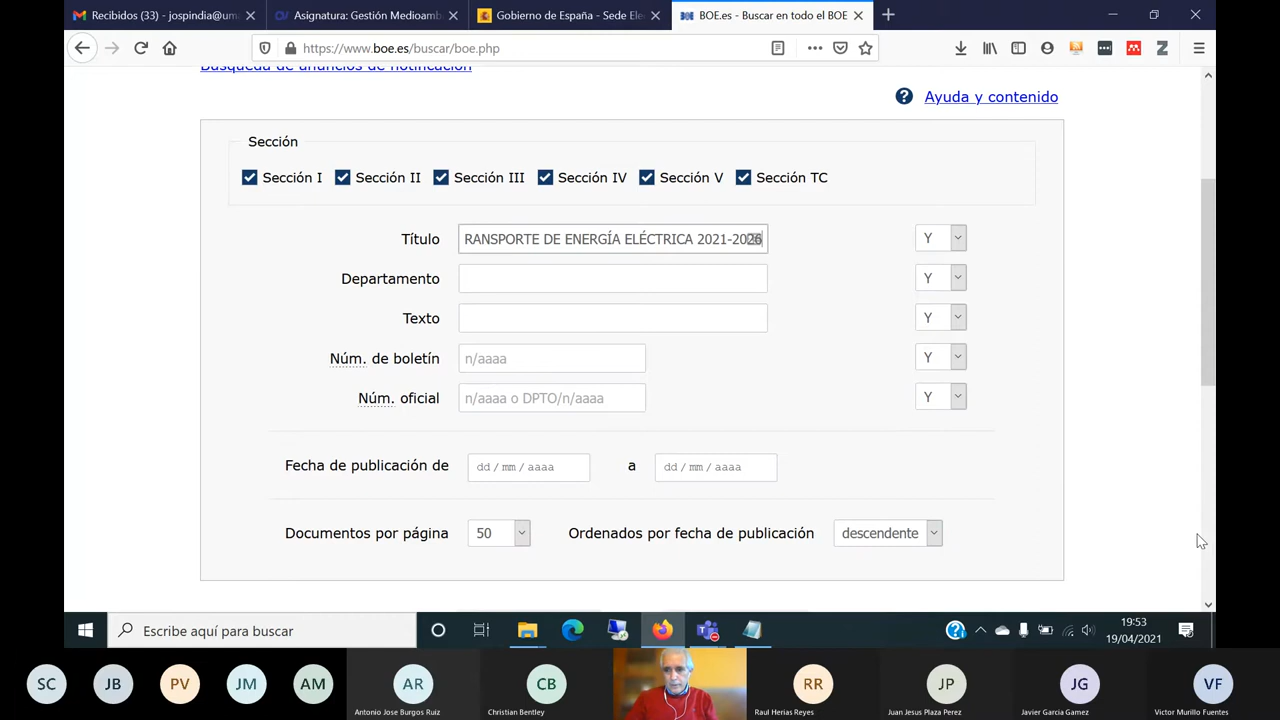 Recibidos (33) - jospindia@uma
Asignatura: Gestión Medioamb
Gobierno de España - Sede Ele
BOE.es - Buscar en todo el BOE
https://www.boe.es/buscar/boe.php
Búsqueda de anuncios de notificación
Ayuda y contenido
Sección
Sección I Sección II Sección III Sección IV Sección V Sección TC
Título RANSPORTE DE ENERGÍA ELÉCTRICA 2021-2026 Y
Departamento Y
Texto Y
Núm. de boletín n/aaaa Y
Núm. oficial n/aaaa o DPTO/n/aaaa Y
Fecha de publicación de dd / mm / aaaa a dd / mm / aaaa
Documentos por página 50 Ordenados por fecha de publicación descendente
Escribe aquí para buscar
19:53
19/04/2021
SC JB PV JM AM AR CB RR JP JG VF
Antonio Jose Burgos Ruiz Christian Bentley Raul Herias Reyes Juan Jesus Plaza Perez Javier Garcia Gamez Victor Murillo Fuentes